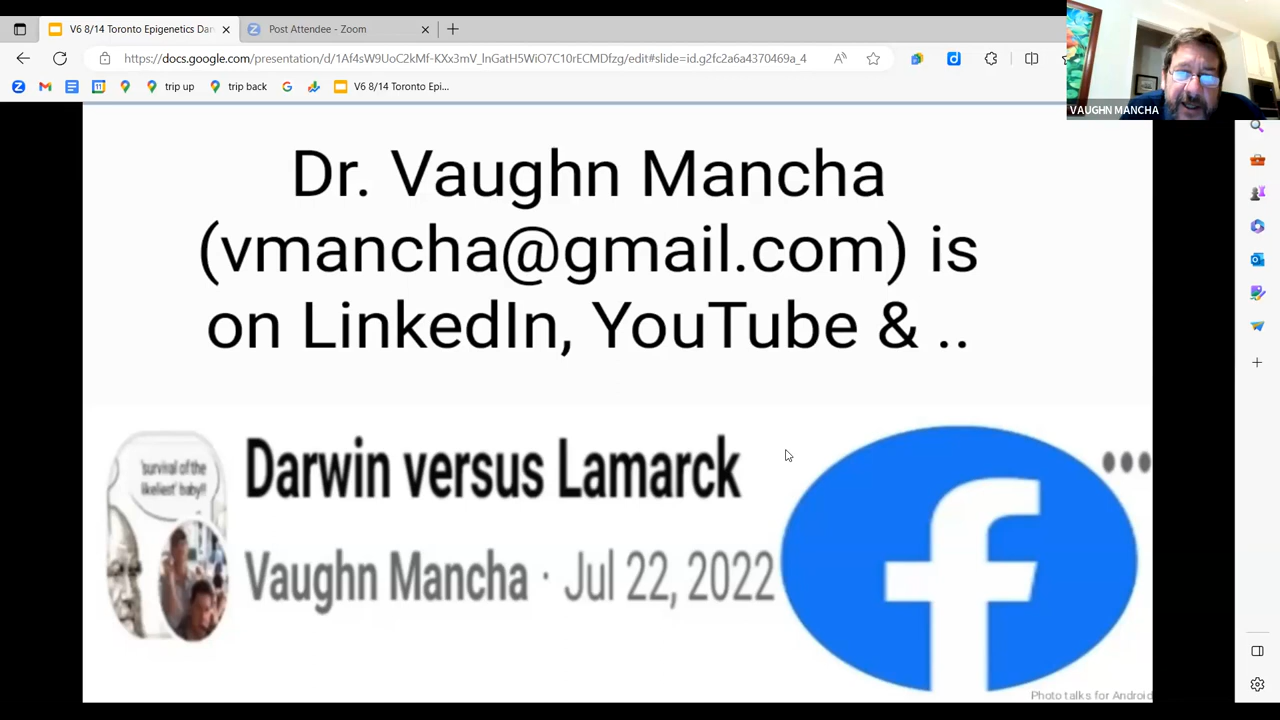 V6 8/14 Toronto Epigenetics Dar
Post Attendee - Zoom
https://docs.google.com/presentation/d/1Af4sVwi_boC2kMf-KXx3mV_lnGatH5WiO7C10rECMDfzg/edit#slide=id.g2fc2a6a4370469a_4
trip up
trip back
V6 8/14 Toronto Epi...
VAUGHN MANCHA
Dr. Vaughn Mancha
(vmancha@gmail.com) is
on LinkedIn, YouTube & ..
'survival of the
likeliest' baby!!
Darwin versus Lamarck
Vaughn Mancha · Jul 22, 2022
f
Photo talks for Android